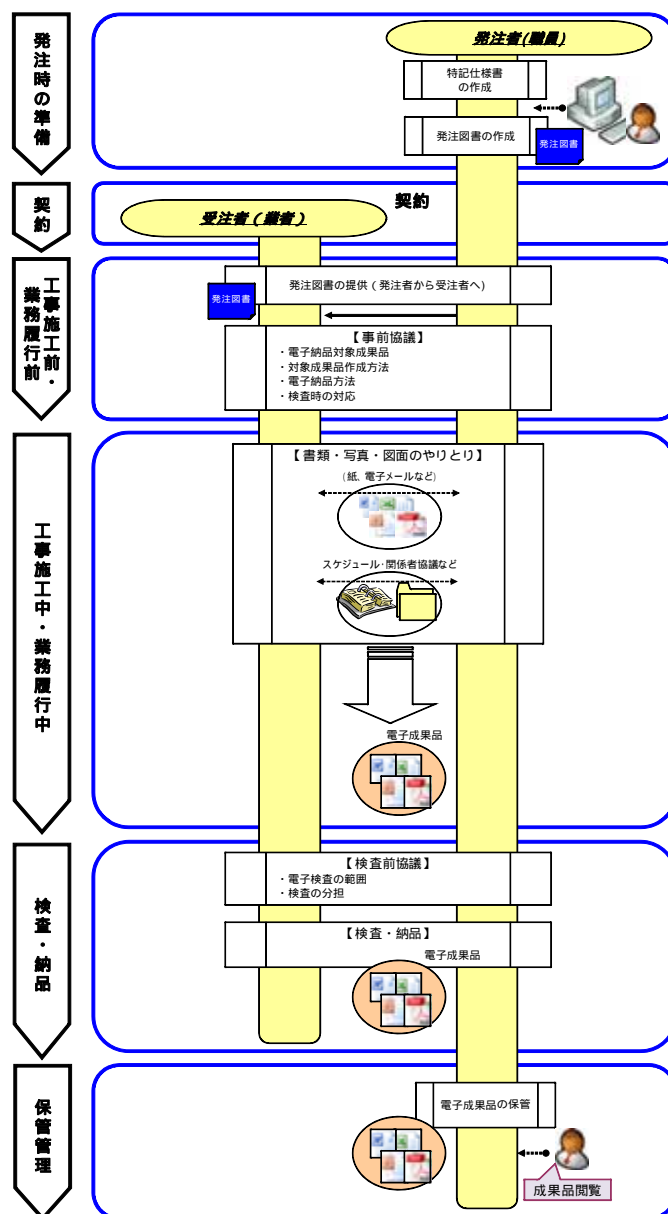 発注時の準備
発注者(職員)
特記仕様書
の作成
発注図書の作成
発注図書
契約
契約
受注者(業者)
工事施工前・
業務履行前
発注図書の提供(発注者から受注者へ)
発注図書
【事前協議】
・電子納品対象成果品
・対象成果品作成方法
・電子納品方法
・検査時の対応
工事施工中・業務履行中
【書類・写真・図面のやりとり】
(紙、電子メールなど)
スケジュール・関係者協議など
電子成果品
検査・納品
【検査前協議】
・電子検査の範囲
・検査の分担
【検査・納品】
電子成果品
保管管理
電子成果品の保管
成果品閲覧